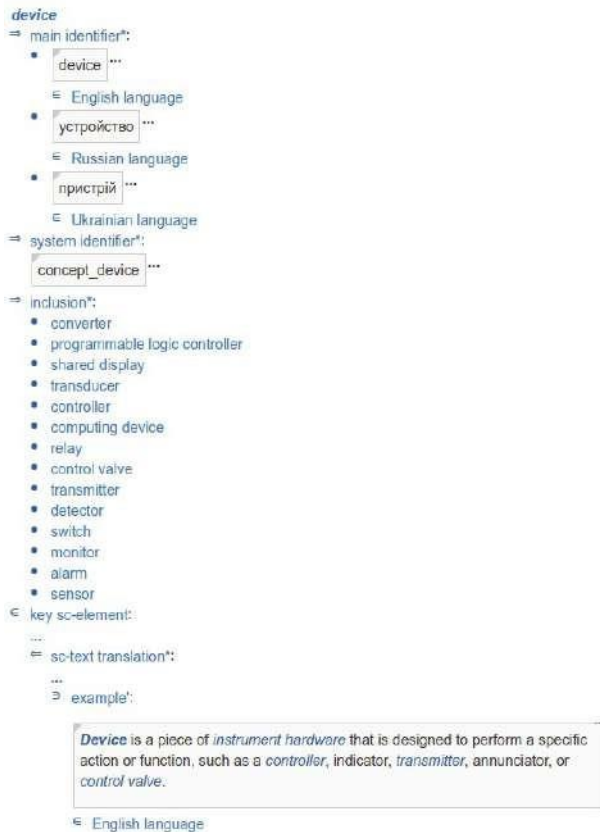 device
⇒ main identifier*:
• device ...
∈ English language
• устройство ...
∈ Russian language
• пристрій ...
∈ Ukrainian language
⇒ system identifier*:
concept_device ...
⇒ inclusion*:
• converter
• programmable logic controller
• shared display
• transducer
• controller
• computing device
• relay
• control valve
• transmitter
• detector
• switch
• monitor
• alarm
• sensor
∈ key sc-element:
...
⇐ sc-text translation*:
...
∋ example':
Device is a piece of instrument hardware that is designed to perform a specific
action or function, such as a controller, indicator, transmitter, annunciator, or
control valve.
∈ English language